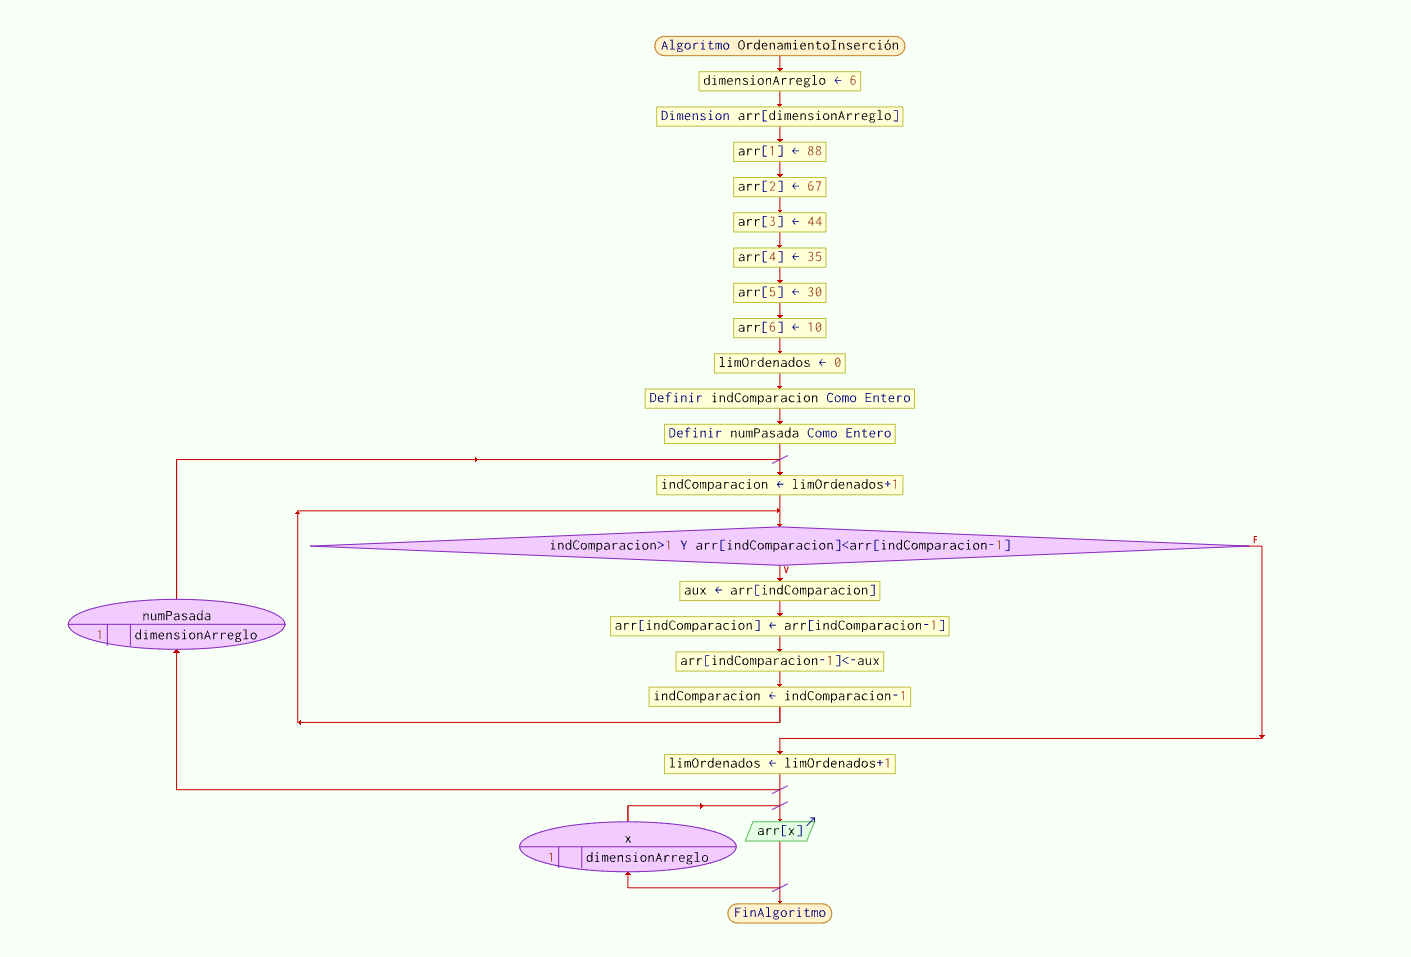 Algoritmo OrdenamientoInserción
dimensionArreglo ← 6
Dimension arr[dimensionArreglo]
arr[1] ← 88
arr[2] ← 67
arr[3] ← 44
arr[4] ← 35
arr[5] ← 30
arr[6] ← 10
limOrdenados ← 0
Definir indComparacion Como Entero
Definir numPasada Como Entero
indComparacion ← limOrdenados+1
indComparacion>1 Y arr[indComparacion]<arr[indComparacion-1]
F
V
aux ← arr[indComparacion]
numPasada
1 dimensionArreglo
arr[indComparacion] ← arr[indComparacion-1]
arr[indComparacion-1]<-aux
indComparacion ← indComparacion-1
limOrdenados ← limOrdenados+1
arr[x]
x
1 dimensionArreglo
FinAlgoritmo